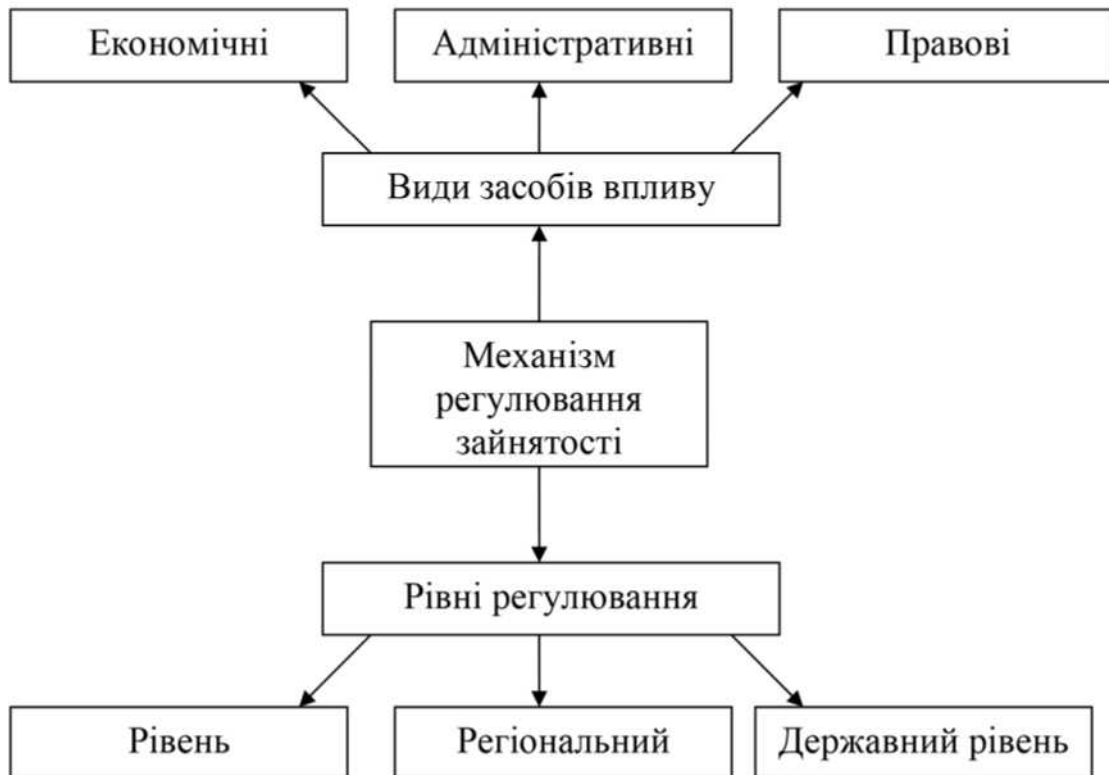 Економічні
Адміністративні
Правові
Види засобів впливу
Механізм
регулювання
зайнятості
Рівні регулювання
Рівень
Регіональний
Державний рівень